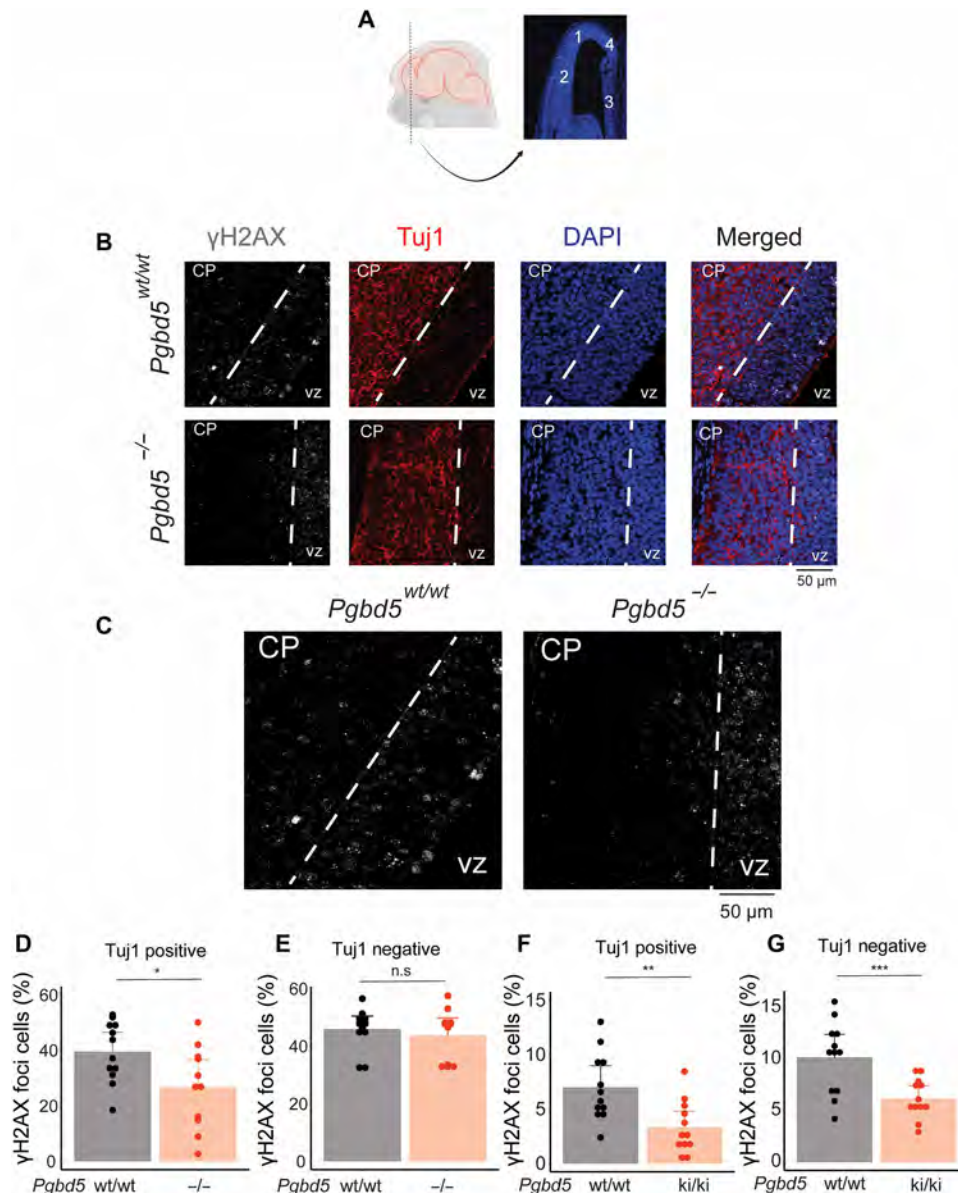 A
1
4
2
3
B
γH2AX Tuj1 DAPI Merged
Pgbd5 wt/wt
CP CP CP CP
vz vz vz vz
Pgbd5 −/−
CP CP CP CP
vz vz vz vz
50 µm
C
Pgbd5 wt/wt Pgbd5 −/−
CP CP
vz vz
50 µm
D E F G
Tuj1 positive Tuj1 negative Tuj1 positive Tuj1 negative
* n.s ** ***
γH2AX foci cells (%) γH2AX foci cells (%) γH2AX foci cells (%) γH2AX foci cells (%)
60 60 15 15
40 40 10 10
20 20 5 5
0 0 0 0
Pgbd5 wt/wt −/− Pgbd5 wt/wt −/− Pgbd5 wt/wt ki/ki Pgbd5 wt/wt ki/ki